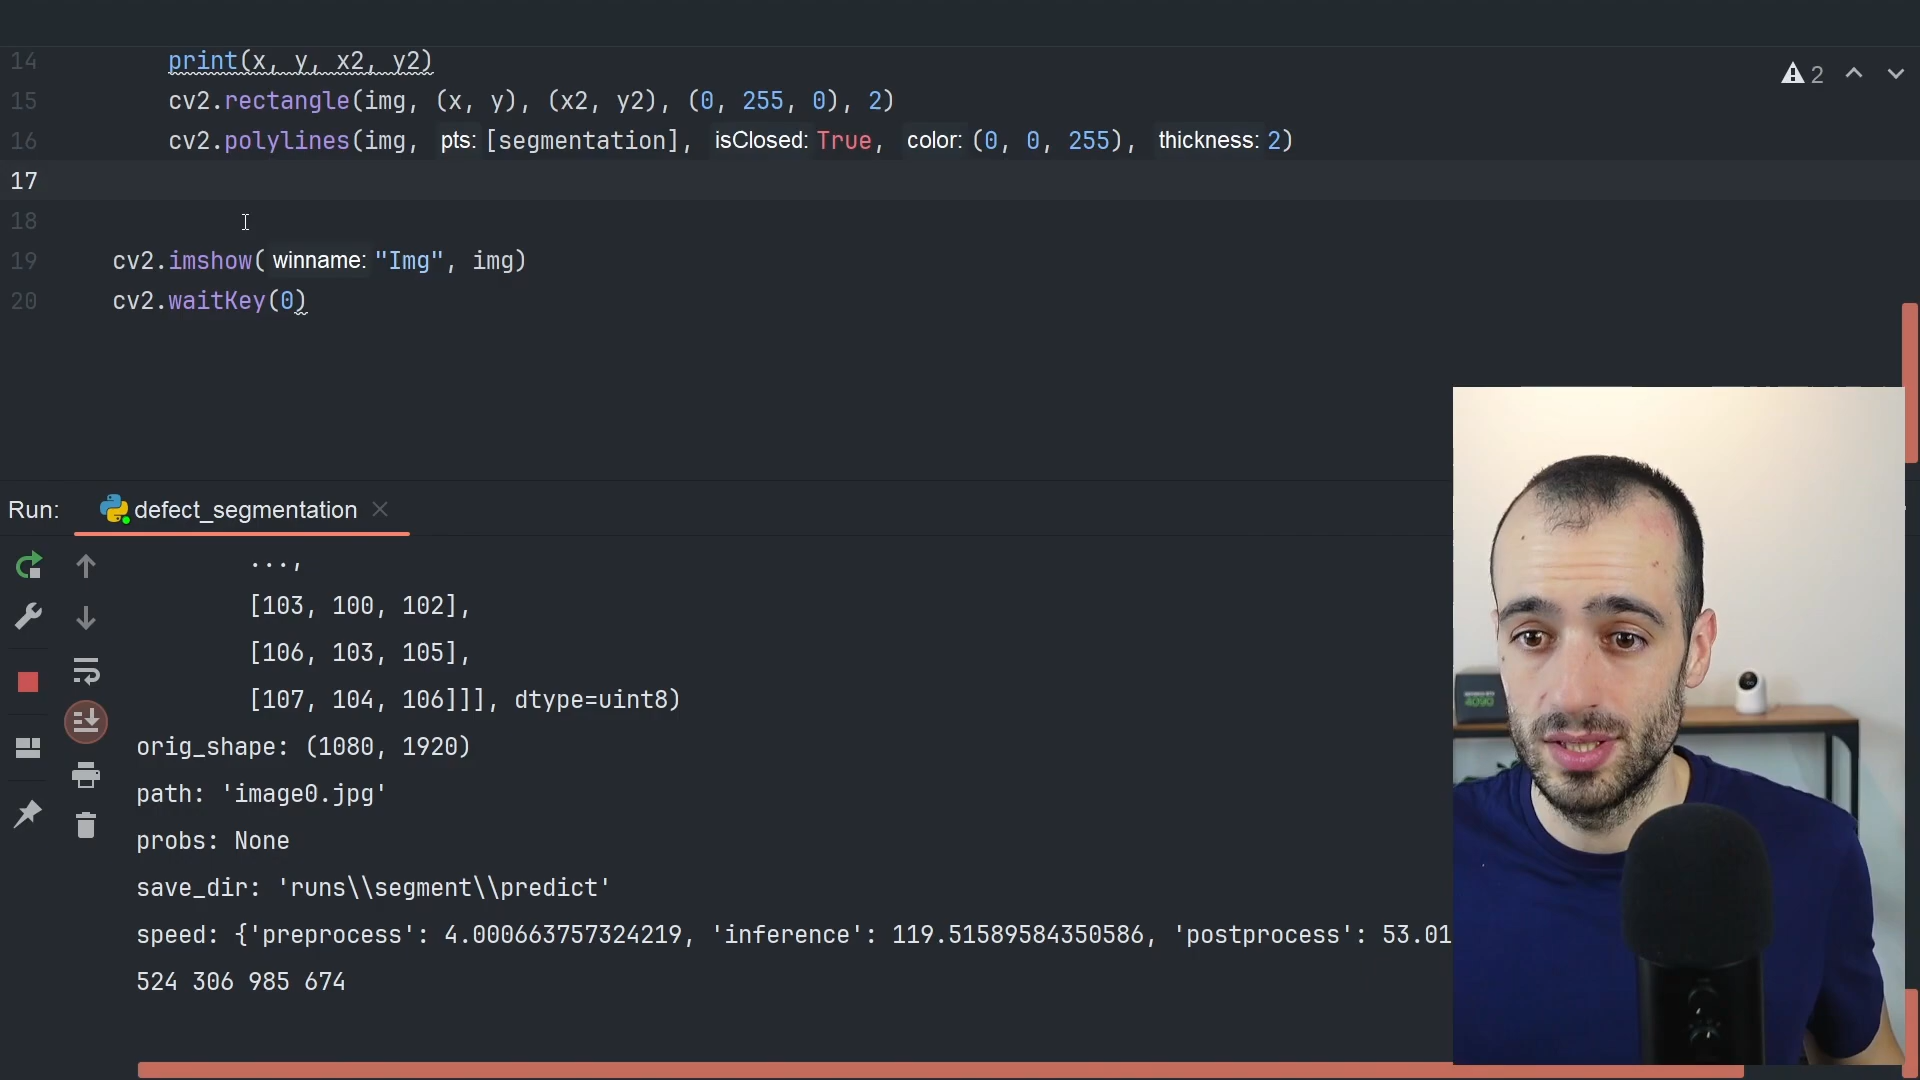 14 print(x, y, x2, y2)
2
15 cv2.rectangle(img, (x, y), (x2, y2), (0, 255, 0), 2)
16 cv2.polylines(img, pts: [segmentation], isClosed: True, color: (0, 0, 255), thickness: 2)
17
18
19 cv2.imshow( winname: "Img", img)
20 cv2.waitKey(0)
Run: defect_segmentation
...,
[103, 100, 102],
[106, 103, 105],
[107, 104, 106]]], dtype=uint8)
orig_shape: (1080, 1920)
path: 'image0.jpg'
probs: None
save_dir: 'runs\\segment\\predict'
speed: {'preprocess': 4.000663757324219, 'inference': 119.51589584350586, 'postprocess': 53.01
524 306 985 674